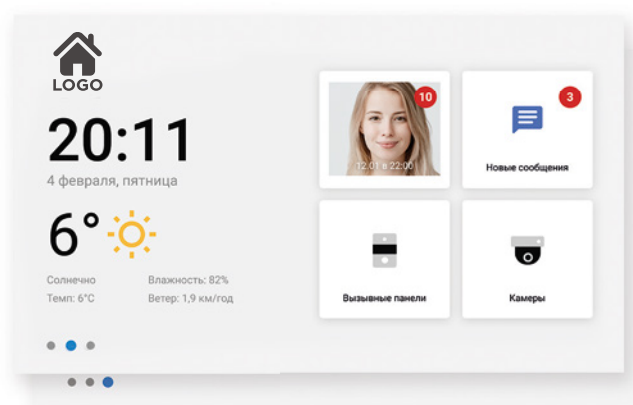 LOGO
20:11
4 февраля, пятница
6°
Солнечно
Влажность: 82%
Темп: 6°C
Ветер: 1,9 км/год
10
12.01 в 22:00
3
Новые сообщения
Вызывные панели
Камеры